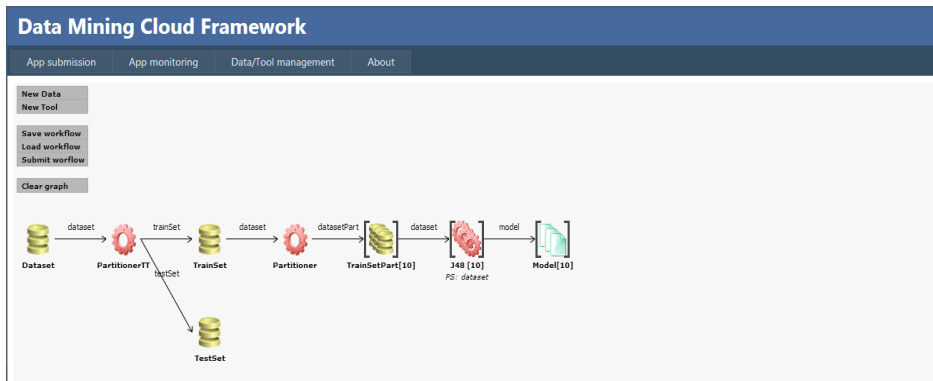 Data Mining Cloud Framework
App submission App monitoring Data/Tool management About
New Data
New Tool
Save workflow
Load workflow
Submit worflow
Clear graph
dataset trainSet dataset datasetPart dataset model
Dataset PartitionerTT TrainSet Partitioner TrainSetPart[10] J48 [10] Model[10]
testSet
PS: dataset
TestSet